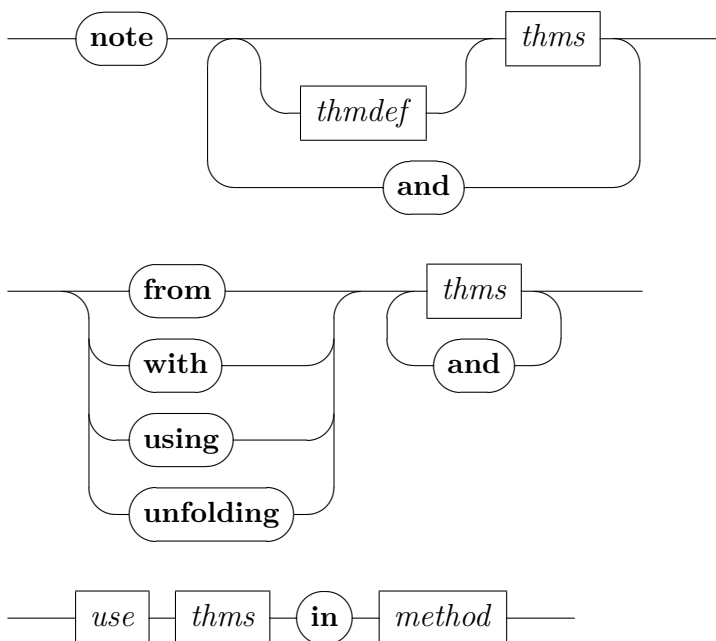 note thms
thmdef
and
from thms
with and
using
unfolding
use thms in method